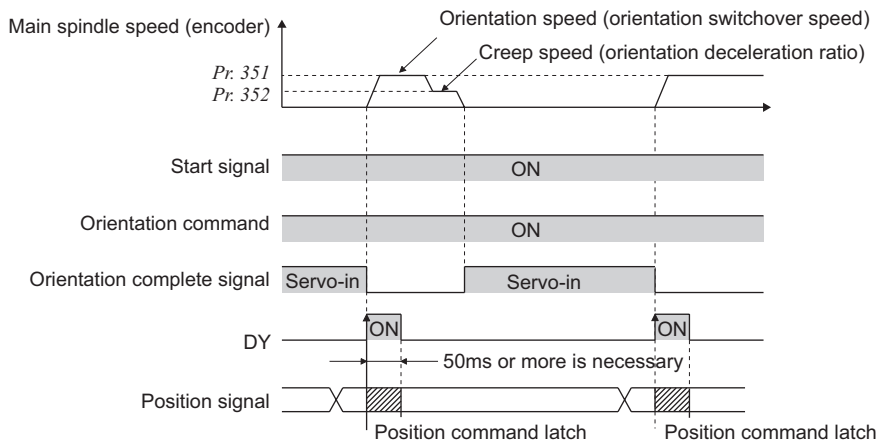 Main spindle speed (encoder)
Orientation speed (orientation switchover speed)
Creep speed (orientation deceleration ratio)
Pr. 351
Pr. 352
Start signal
ON
Orientation command
ON
Orientation complete signal
Servo-in
Servo-in
DY
ON
ON
50ms or more is necessary
Position signal
Position command latch
Position command latch